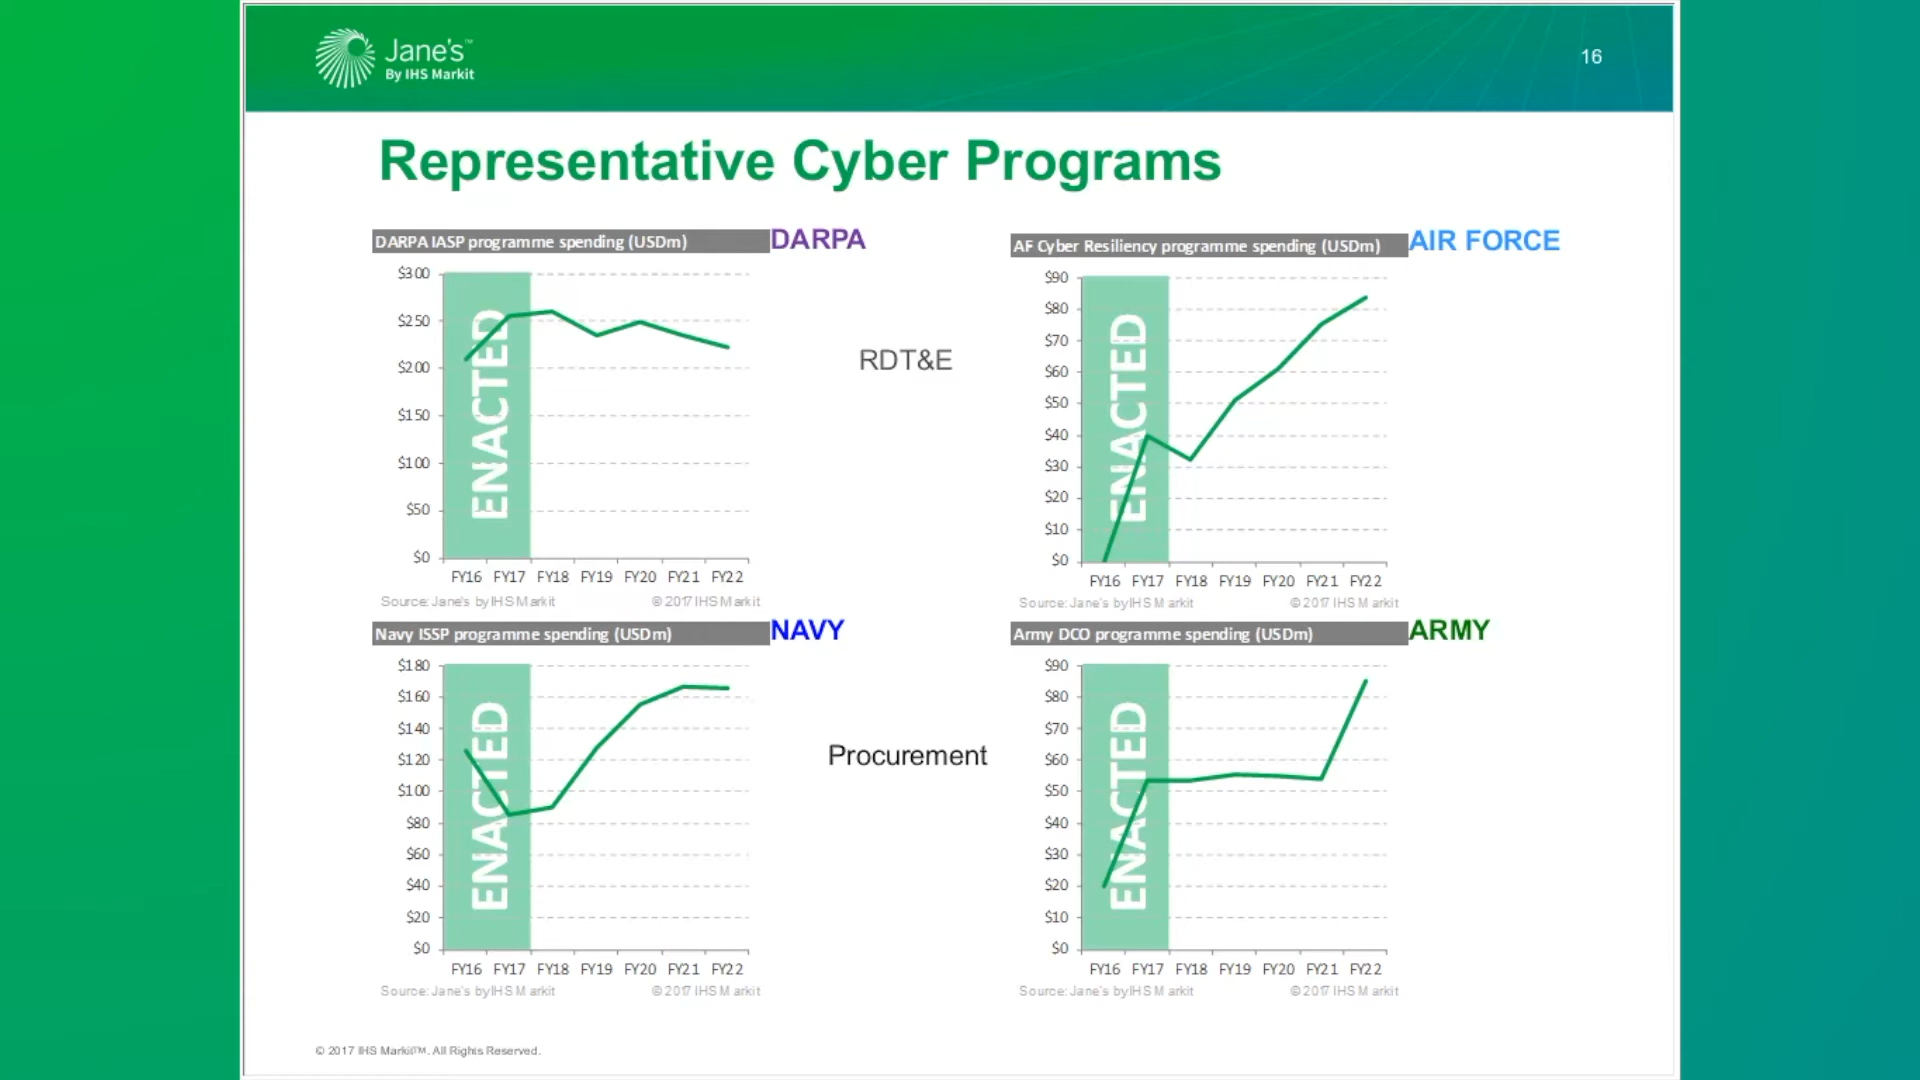 Jane's™
By IHS Markit
16
Representative Cyber Programs
DARPA IASP programme spending (USDm)
DARPA
$300
$250
$200
$150
$100
$50
$0
ENACTED
FY16 FY17 FY18 FY19 FY20 FY21 FY22
Source: Jane's by IHS Markit © 2017 IHS Markit
RDT&E
AF Cyber Resiliency programme spending (USDm)
AIR FORCE
$90
$80
$70
$60
$50
$40
$30
$20
$10
$0
ENACTED
FY16 FY17 FY18 FY19 FY20 FY21 FY22
Source: Jane's by IHS Markit © 2017 IHS Markit
Navy ISSP programme spending (USDm)
NAVY
$180
$160
$140
$120
$100
$80
$60
$40
$20
$0
ENACTED
FY16 FY17 FY18 FY19 FY20 FY21 FY22
Source: Jane's by IHS Markit © 2017 IHS Markit
Procurement
Army DCO programme spending (USDm)
ARMY
$90
$80
$70
$60
$50
$40
$30
$20
$10
$0
ENACTED
FY16 FY17 FY18 FY19 FY20 FY21 FY22
Source: Jane's by IHS Markit © 2017 IHS Markit
© 2017 IHS Markit™. All Rights Reserved.